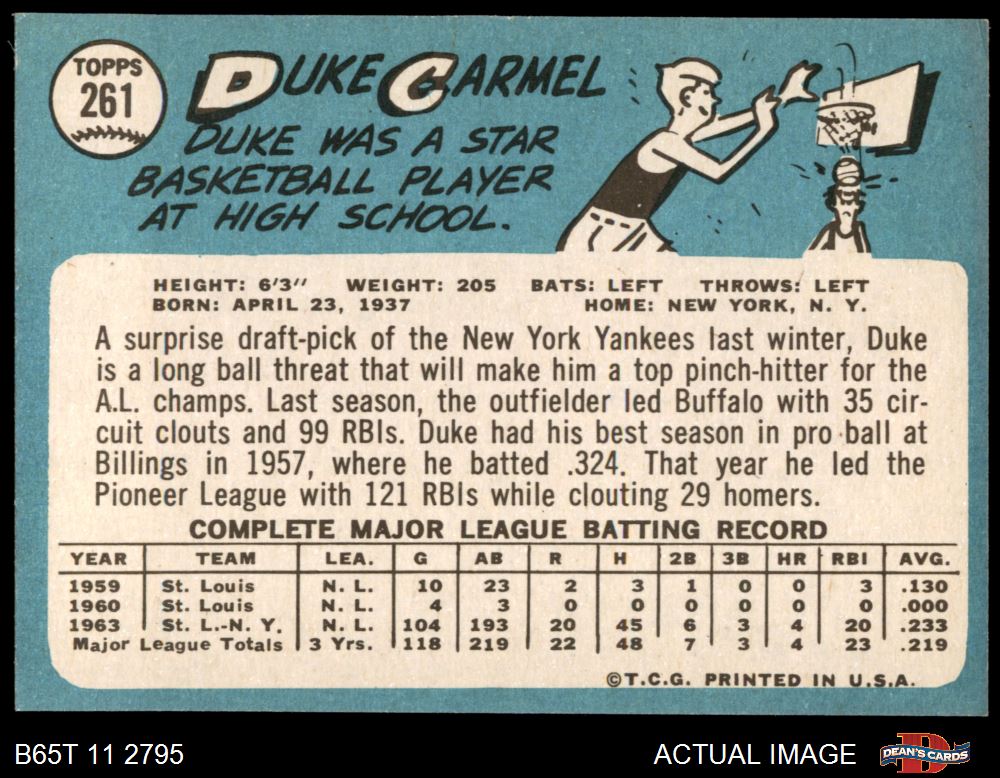 TOPPS
261
DUKE CARMEL
DUKE WAS A STAR
BASKETBALL PLAYER
AT HIGH SCHOOL.
HEIGHT: 6'3" WEIGHT: 205 BATS: LEFT THROWS: LEFT
BORN: APRIL 23, 1937 HOME: NEW YORK, N. Y.
A surprise draft-pick of the New York Yankees last winter, Duke
is a long ball threat that will make him a top pinch-hitter for the
A.L. champs. Last season, the outfielder led Buffalo with 35 cir-
cuit clouts and 99 RBIs. Duke had his best season in pro ball at
Billings in 1957, where he batted .324. That year he led the
Pioneer League with 121 RBIs while clouting 29 homers.
COMPLETE MAJOR LEAGUE BATTING RECORD
YEAR TEAM LEA. G AB R H 2B 3B HR RBI AVG.
1959 St. Louis N. L. 10 23 2 3 1 0 0 3 .130
1960 St. Louis N. L. 4 3 0 0 0 0 0 0 .000
1963 St. L.-N. Y. N. L. 104 193 20 45 6 3 4 20 .233
Major League Totals 3 Yrs. 118 219 22 48 7 3 4 23 .219
©T.C.G. PRINTED IN U.S.A.
B65T 11 2795 ACTUAL IMAGE DEAN'S CARDS